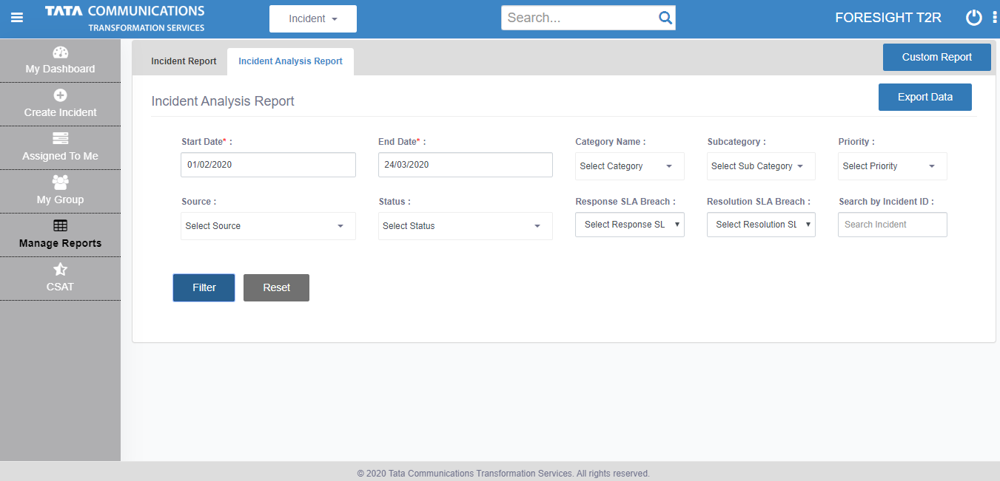 TATA COMMUNICATIONS
TRANSFORMATION SERVICES
Incident
Search...
FORESIGHT T2R
My Dashboard
Create Incident
Assigned To Me
My Group
Manage Reports
CSAT
Incident Report
Incident Analysis Report
Custom Report
Incident Analysis Report
Export Data
Start Date* :
End Date* :
Category Name :
Subcategory :
Priority :
01/02/2020
24/03/2020
Select Category
Select Sub Category
Select Priority
Source :
Status :
Response SLA Breach :
Resolution SLA Breach :
Search by Incident ID :
Select Source
Select Status
Select Response SL
Select Resolution SL
Search Incident
Filter
Reset
© 2020 Tata Communications Transformation Services. All rights reserved.